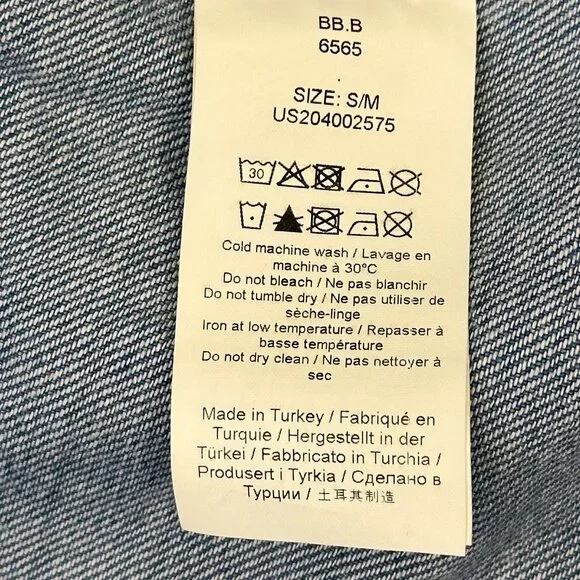 BB.B
6565
SIZE: S/M
US204002575
30
Cold machine wash / Lavage en
machine à 30°C
Do not bleach / Ne pas blanchir
Do not tumble dry / Ne pas utiliser de
sèche-linge
Iron at low temperature / Repasser à
basse température
Do not dry clean / Ne pas nettoyer à
sec
Made in Turkey / Fabriqué en
Turquie / Hergestellt in der
Türkei / Fabbricato in Turchia /
Produsert i Tyrkia / Сделано в
Турции / 土耳其制造